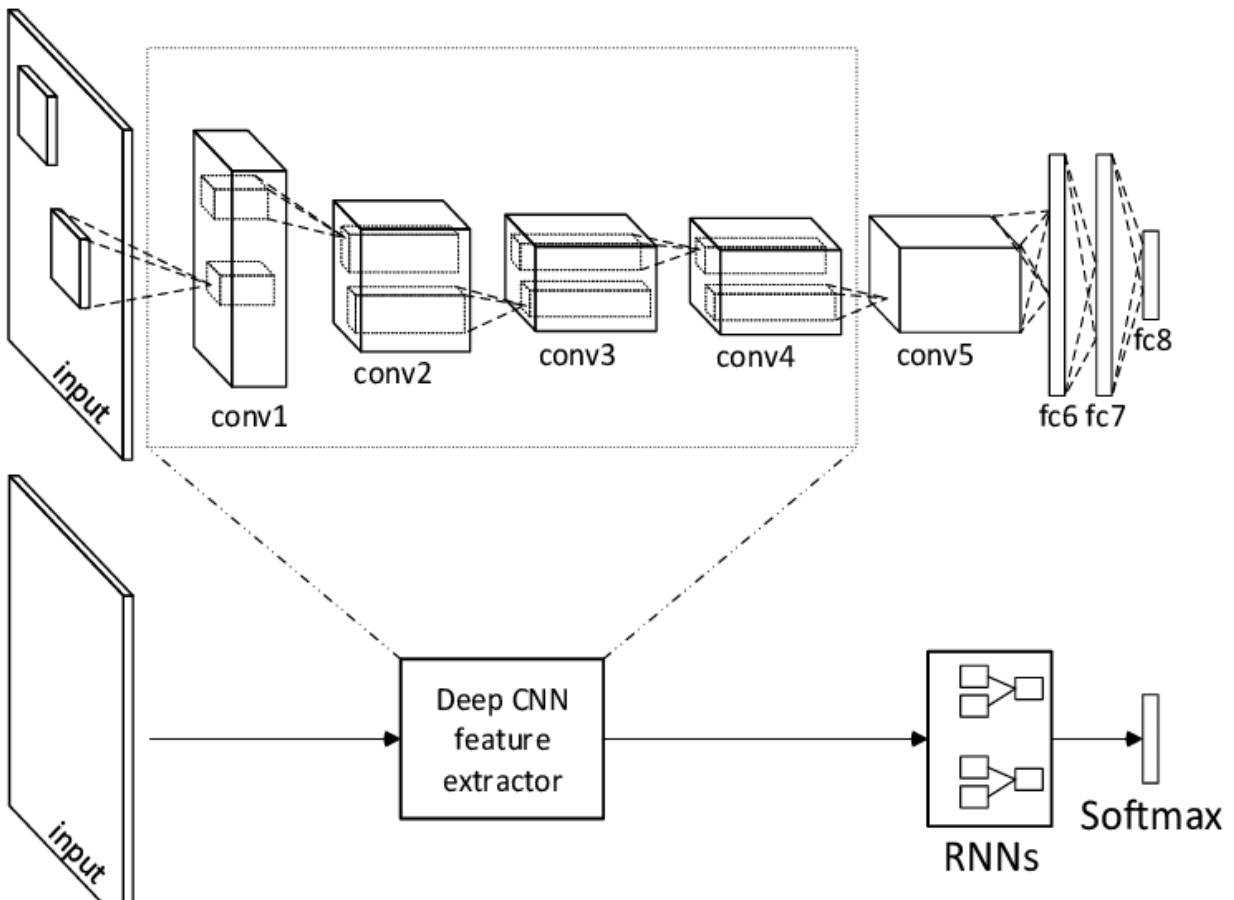 input
conv1
conv2
conv3
conv4
conv5
fc6
fc7
fc8
input
Deep CNN
feature
extractor
RNNs
Softmax